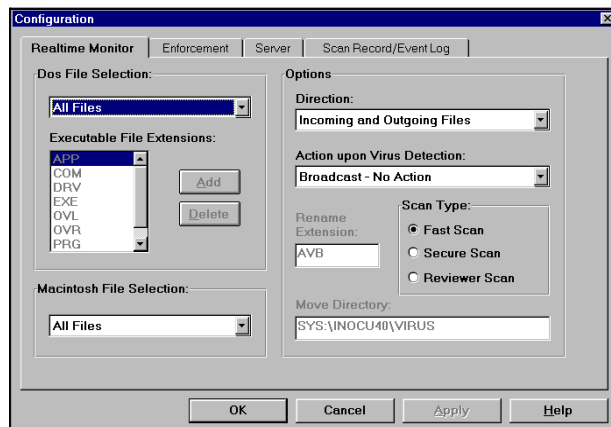 Configuration
Realtime Monitor
Enforcement
Server
Scan Record/Event Log
Dos File Selection:
All Files
Executable File Extensions:
APP
COM
DRV
EXE
OVL
OVR
PRG
Add
Delete
Macintosh File Selection:
All Files
Options
Direction:
Incoming and Outgoing Files
Action upon Virus Detection:
Broadcast - No Action
Rename
Extension:
AVB
Scan Type:
Fast Scan
Secure Scan
Reviewer Scan
Move Directory:
SYS:\INOCU40\VIRUS
OK
Cancel
Apply
Help